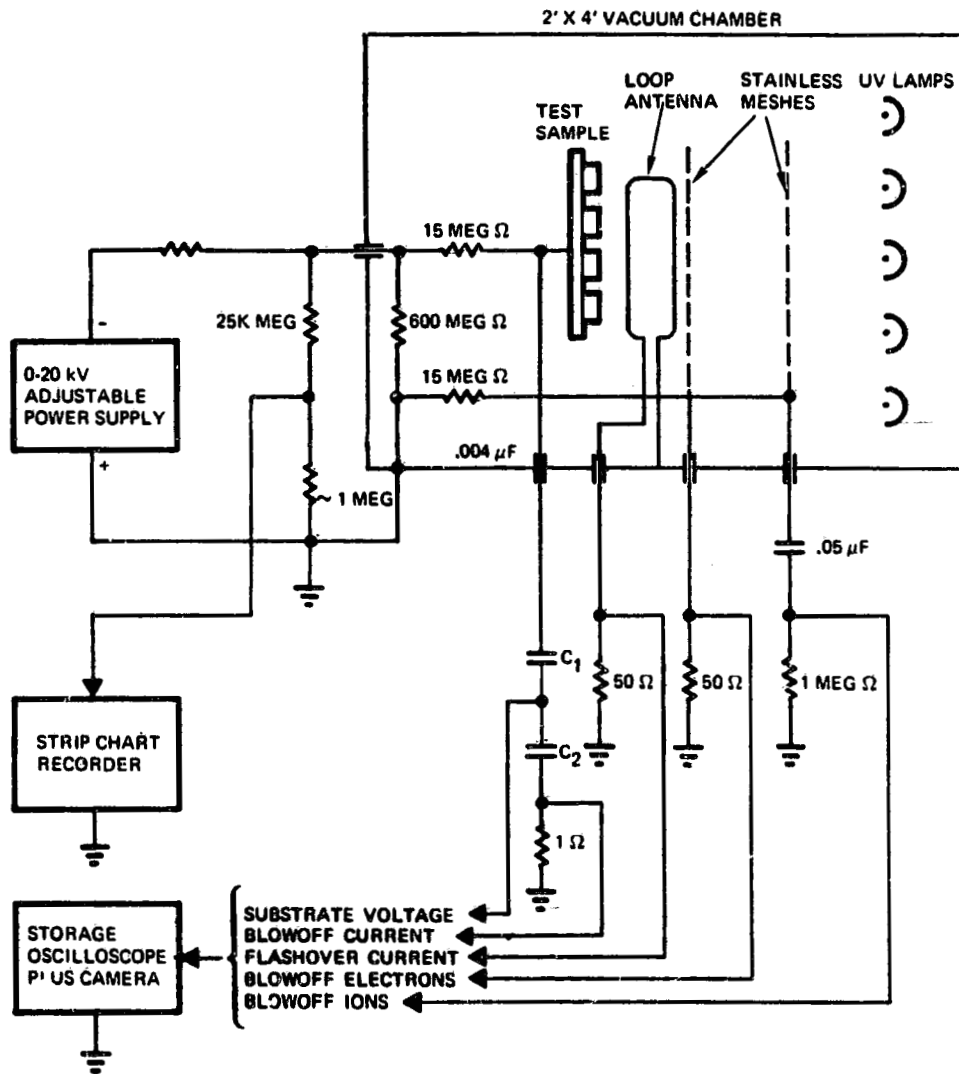 2' X 4' VACUUM CHAMBER
LOOP
ANTENNA
STAINLESS
MESHES
UV LAMPS
TEST
SAMPLE
15 MEG Ω
25K MEG
600 MEG Ω
-
0-20 kV
ADJUSTABLE
POWER SUPPLY
+
15 MEG Ω
.004 μF
~ 1 MEG
.05 μF
C1
50 Ω
50 Ω
1 MEG Ω
STRIP CHART
RECORDER
C2
1 Ω
SUBSTRATE VOLTAGE
BLOWOFF CURRENT
FLASHOVER CURRENT
BLOWOFF ELECTRONS
BLOWOFF IONS
STORAGE
OSCILLOSCOPE
P' US CAMERA